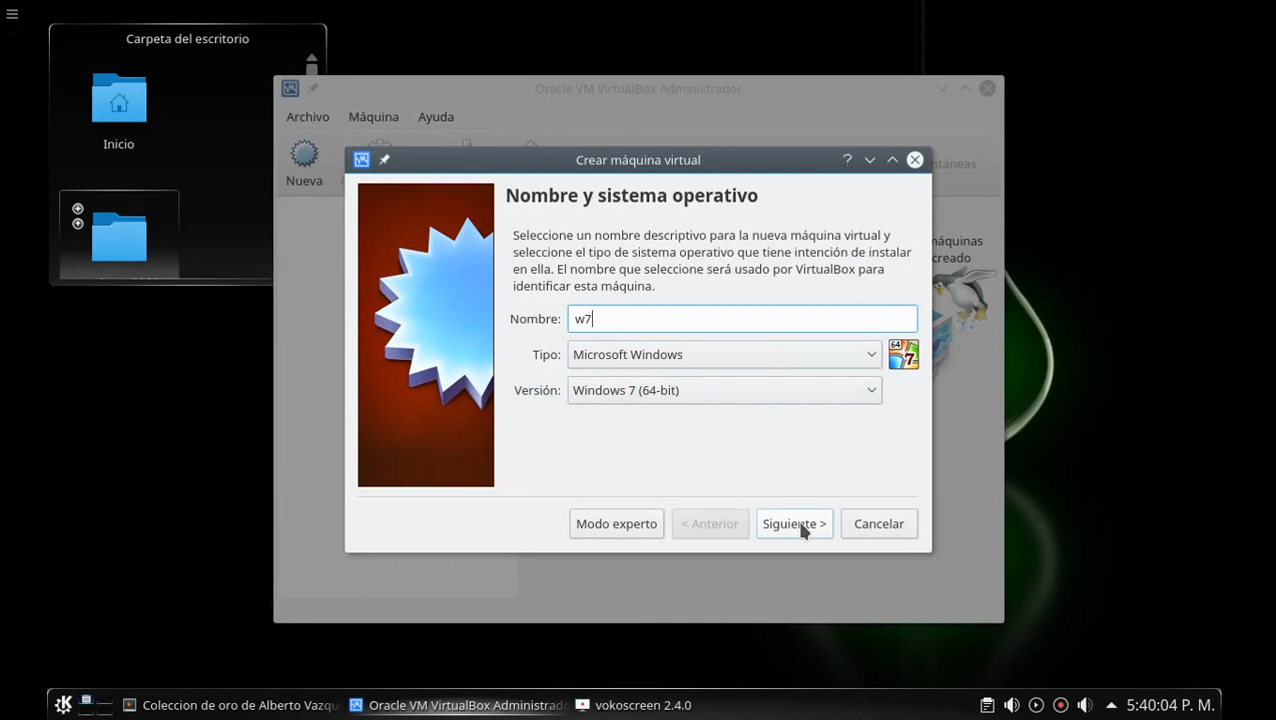 Carpeta del escritorio
Inicio
Oracle VM VirtualBox Administrador
Archivo Máquina Ayuda
Nueva
Crear máquina virtual
Nombre y sistema operativo
Seleccione un nombre descriptivo para la nueva máquina virtual y
seleccione el tipo de sistema operativo que tiene intención de instalar
en ella. El nombre que seleccione será usado por VirtualBox para
identificar esta máquina.
Nombre: w7
Tipo: Microsoft Windows
64 7
Versión: Windows 7 (64-bit)
máquinas
creado
Modo experto < Anterior Siguiente > Cancelar
Coleccion de oro de Alberto Vazqu Oracle VM VirtualBox Administrado vokoscreen 2.4.0 5:40:04 P. M.